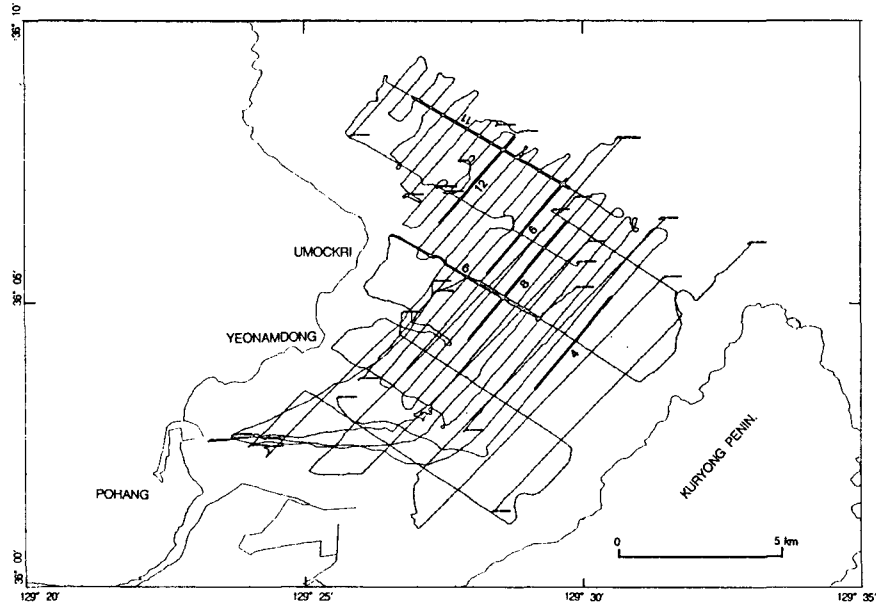 36° 10'
11
12
6
UMOCKRI
6
8
36° 05'
YEONAMDONG
4
KURYONG PENIN.
POHANG
0 5 km
36° 00'
129° 20'
129° 25'
129° 30'
129° 35'